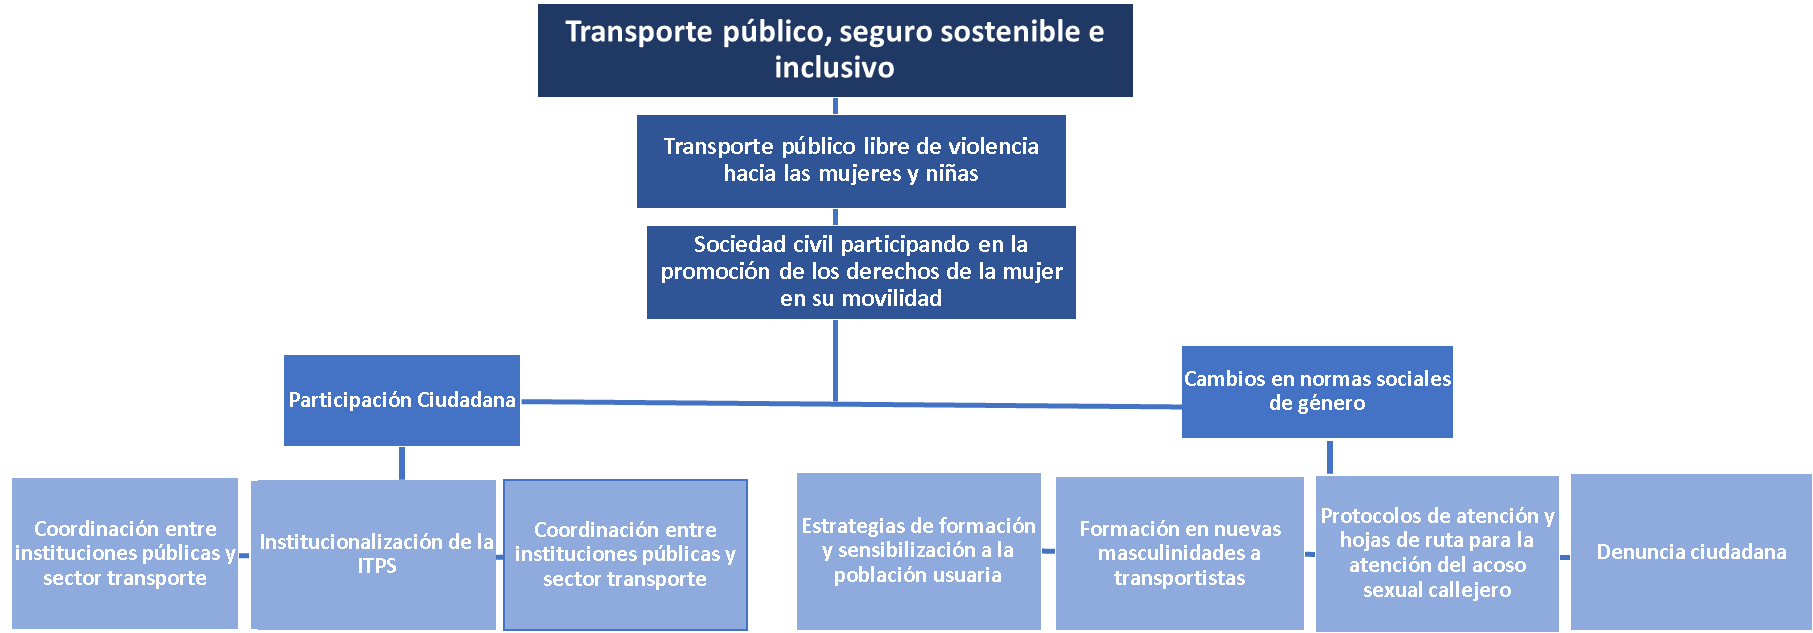 Transporte público, seguro sostenible e
inclusivo
Transporte público libre de violencia
hacia las mujeres y niñas
Sociedad civil participando en la
promoción de los derechos de la mujer
en su movilidad
Participación Ciudadana
Cambios en normas sociales
de género
Coordinación entre
instituciones públicas y
sector transporte
Institucionalización de la
ITPS
Coordinación entre
instituciones públicas y
sector transporte
Estrategias de formación
y sensibilización a la
población usuaria
Formación en nuevas
masculinidades a
transportistas
Protocolos de atención y
hojas de ruta para la
atención del acoso
sexual callejero
Denuncia ciudadana